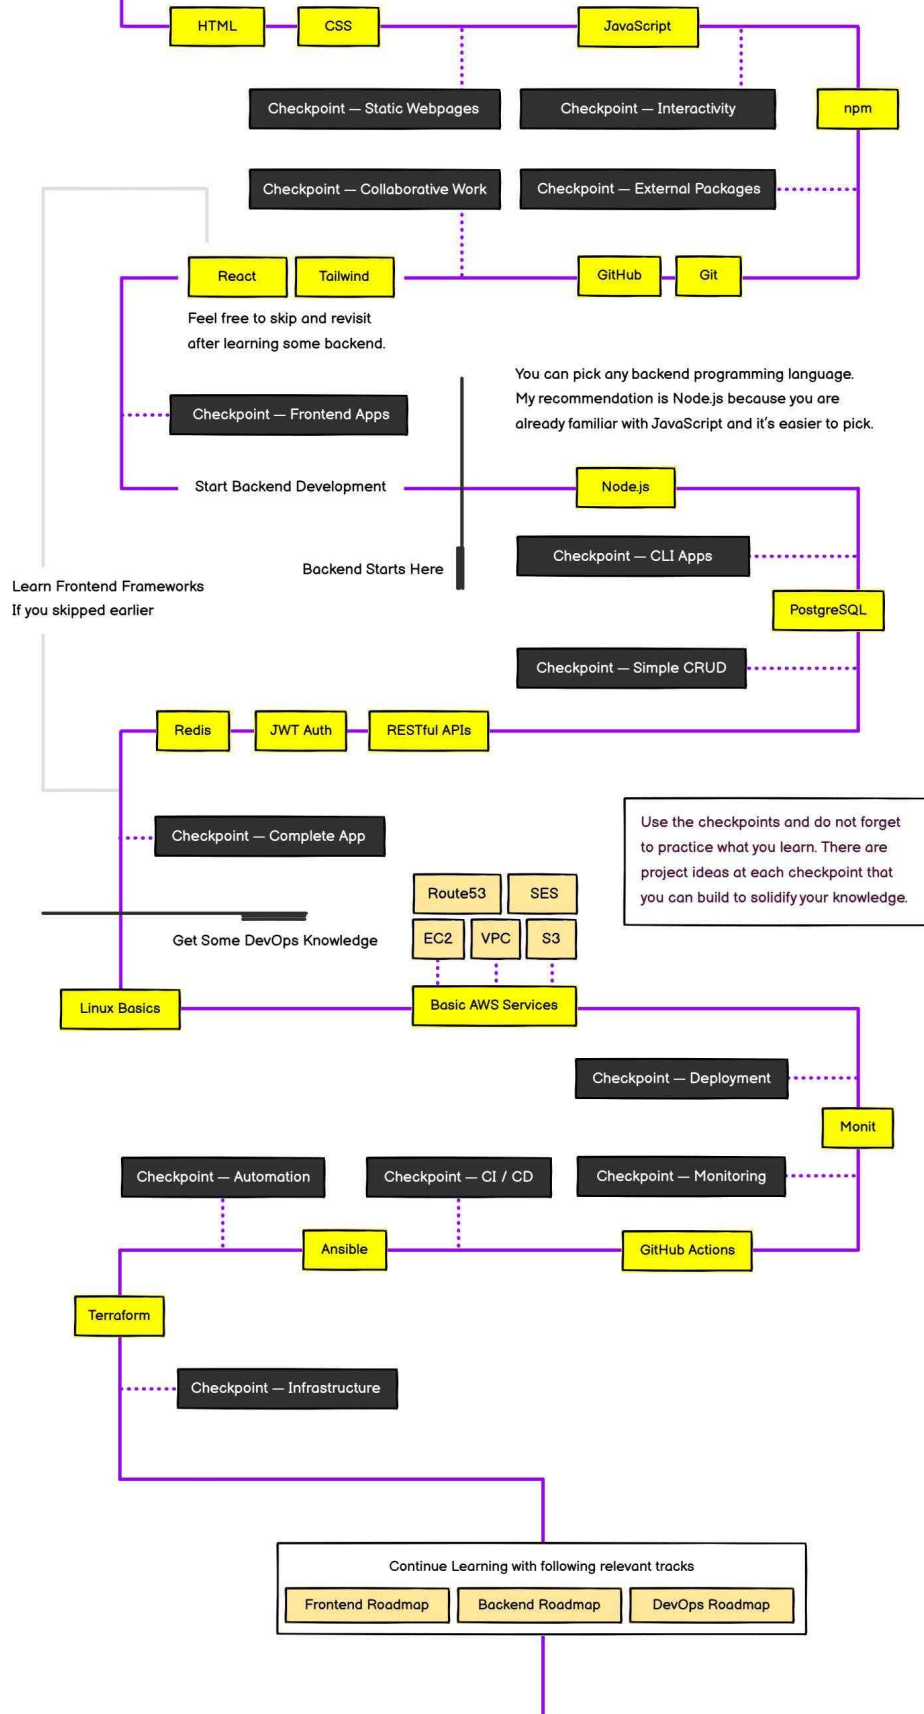 HTML
CSS
JavaScript
Checkpoint — Static Webpages
Checkpoint — Interactivity
npm
Checkpoint — Collaborative Work
Checkpoint — External Packages
React
Tailwind
GitHub
Git
Feel free to skip and revisit
after learning some backend.
You can pick any backend programming language.
My recommendation is Node.js because you are
already familiar with JavaScript and it's easier to pick.
Checkpoint — Frontend Apps
Start Backend Development
Node.js
Checkpoint — CLI Apps
Backend Starts Here
Learn Frontend Frameworks
If you skipped earlier
PostgreSQL
Checkpoint — Simple CRUD
Redis
JWT Auth
RESTful APIs
Checkpoint — Complete App
Use the checkpoints and do not forget
to practice what you learn. There are
project ideas at each checkpoint that
you can build to solidify your knowledge.
Route53
SES
EC2
VPC
S3
Get Some DevOps Knowledge
Linux Basics
Basic AWS Services
Checkpoint — Deployment
Monit
Checkpoint — Automation
Checkpoint — CI / CD
Checkpoint — Monitoring
Ansible
GitHub Actions
Terraform
Checkpoint — Infrastructure
Continue Learning with following relevant tracks
Frontend Roadmap
Backend Roadmap
DevOps Roadmap